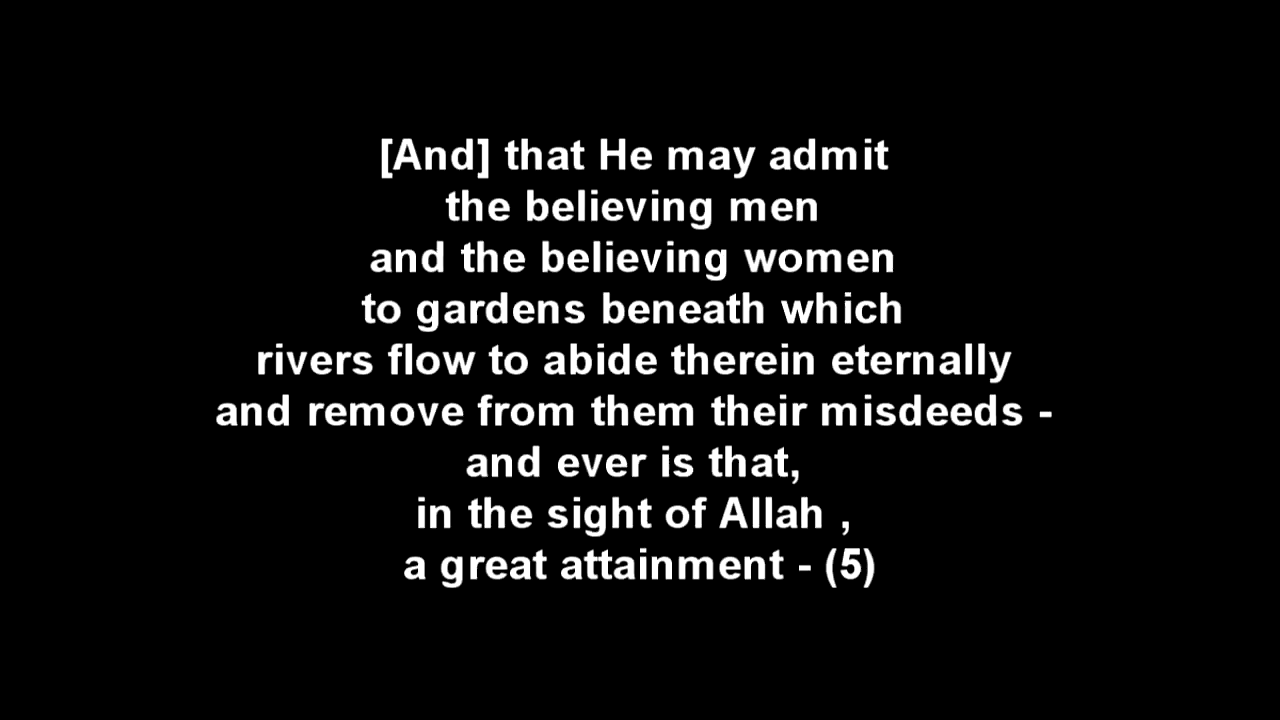 [And] that He may admit
the believing men
and the believing women
to gardens beneath which
rivers flow to abide therein eternally
and remove from them their misdeeds -
and ever is that,
in the sight of Allah ,
a great attainment - (5)